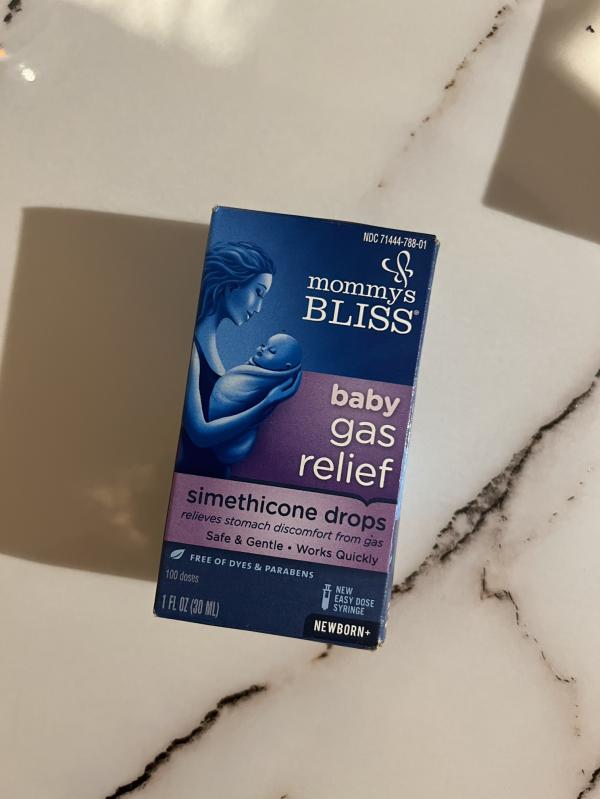 NDC 71444-788-01
mommy's
BLISS®
baby
gas
relief
simethicone drops
relieves stomach discomfort from gas
Safe & Gentle • Works Quickly
FREE OF DYES & PARABENS
100 doses
1 FL OZ (30 ML)
NEW
EASY DOSE
SYRINGE
NEWBORN+